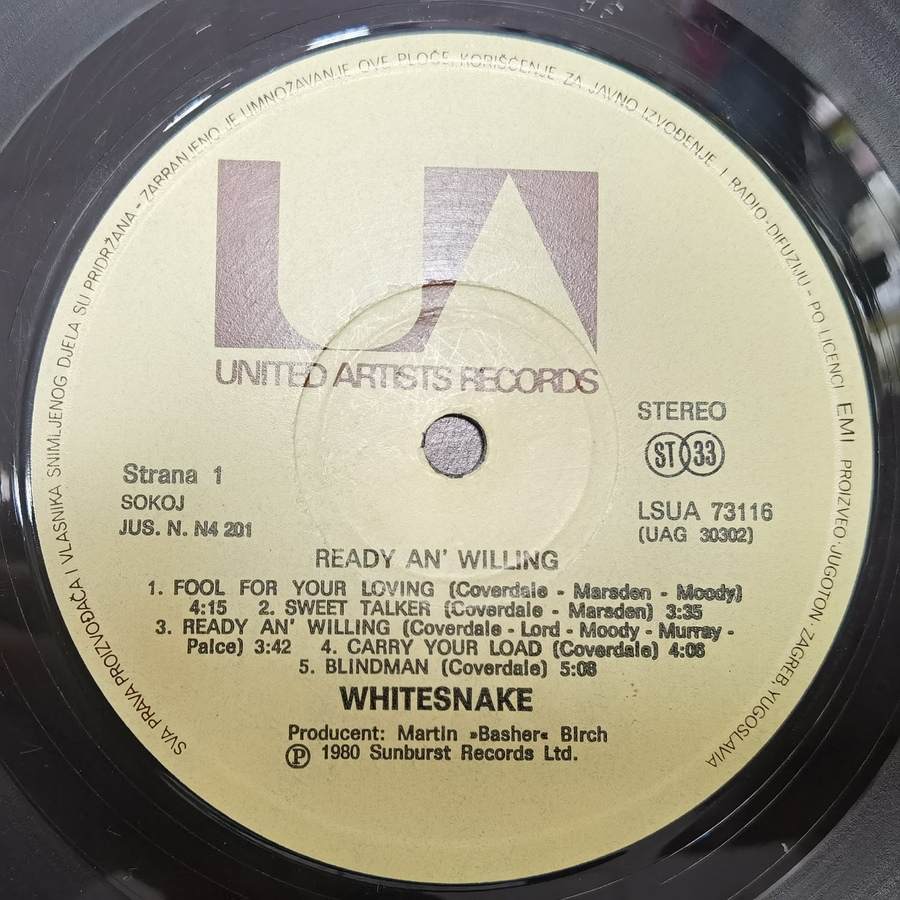 SVA PRAVA PROIZVOĐAČA I VLASNIKA SNIMLJENOG DJELA SU PRIDRŽANA - ZABRANJENO JE UMNOŽAVANJE OVE PLOČE, KORIŠĆENJE ZA JAVNO IZVOĐENJE I RADIO-DIFUZIJU - PO LICENCI EMI PROIZVEO JUGOTON - ZAGREB, YUGOSLAVIA
UA
UNITED ARTISTS RECORDS
STEREO
ST 33
Strana 1
SOKOJ
JUS. N. N4 201
LSUA 73116
(UAG 30302)
READY AN' WILLING
1. FOOL FOR YOUR LOVING (Coverdale - Marsden - Moody)
4:15 2. SWEET TALKER (Coverdale - Marsden) 3:35
3. READY AN' WILLING (Coverdale - Lord - Moody - Murray -
Paice) 3:42 4. CARRY YOUR LOAD (Coverdale) 4:06
5. BLINDMAN (Coverdale) 5:08
WHITESNAKE
Producent: Martin »Basher« Birch
Ⓟ 1980 Sunburst Records Ltd.